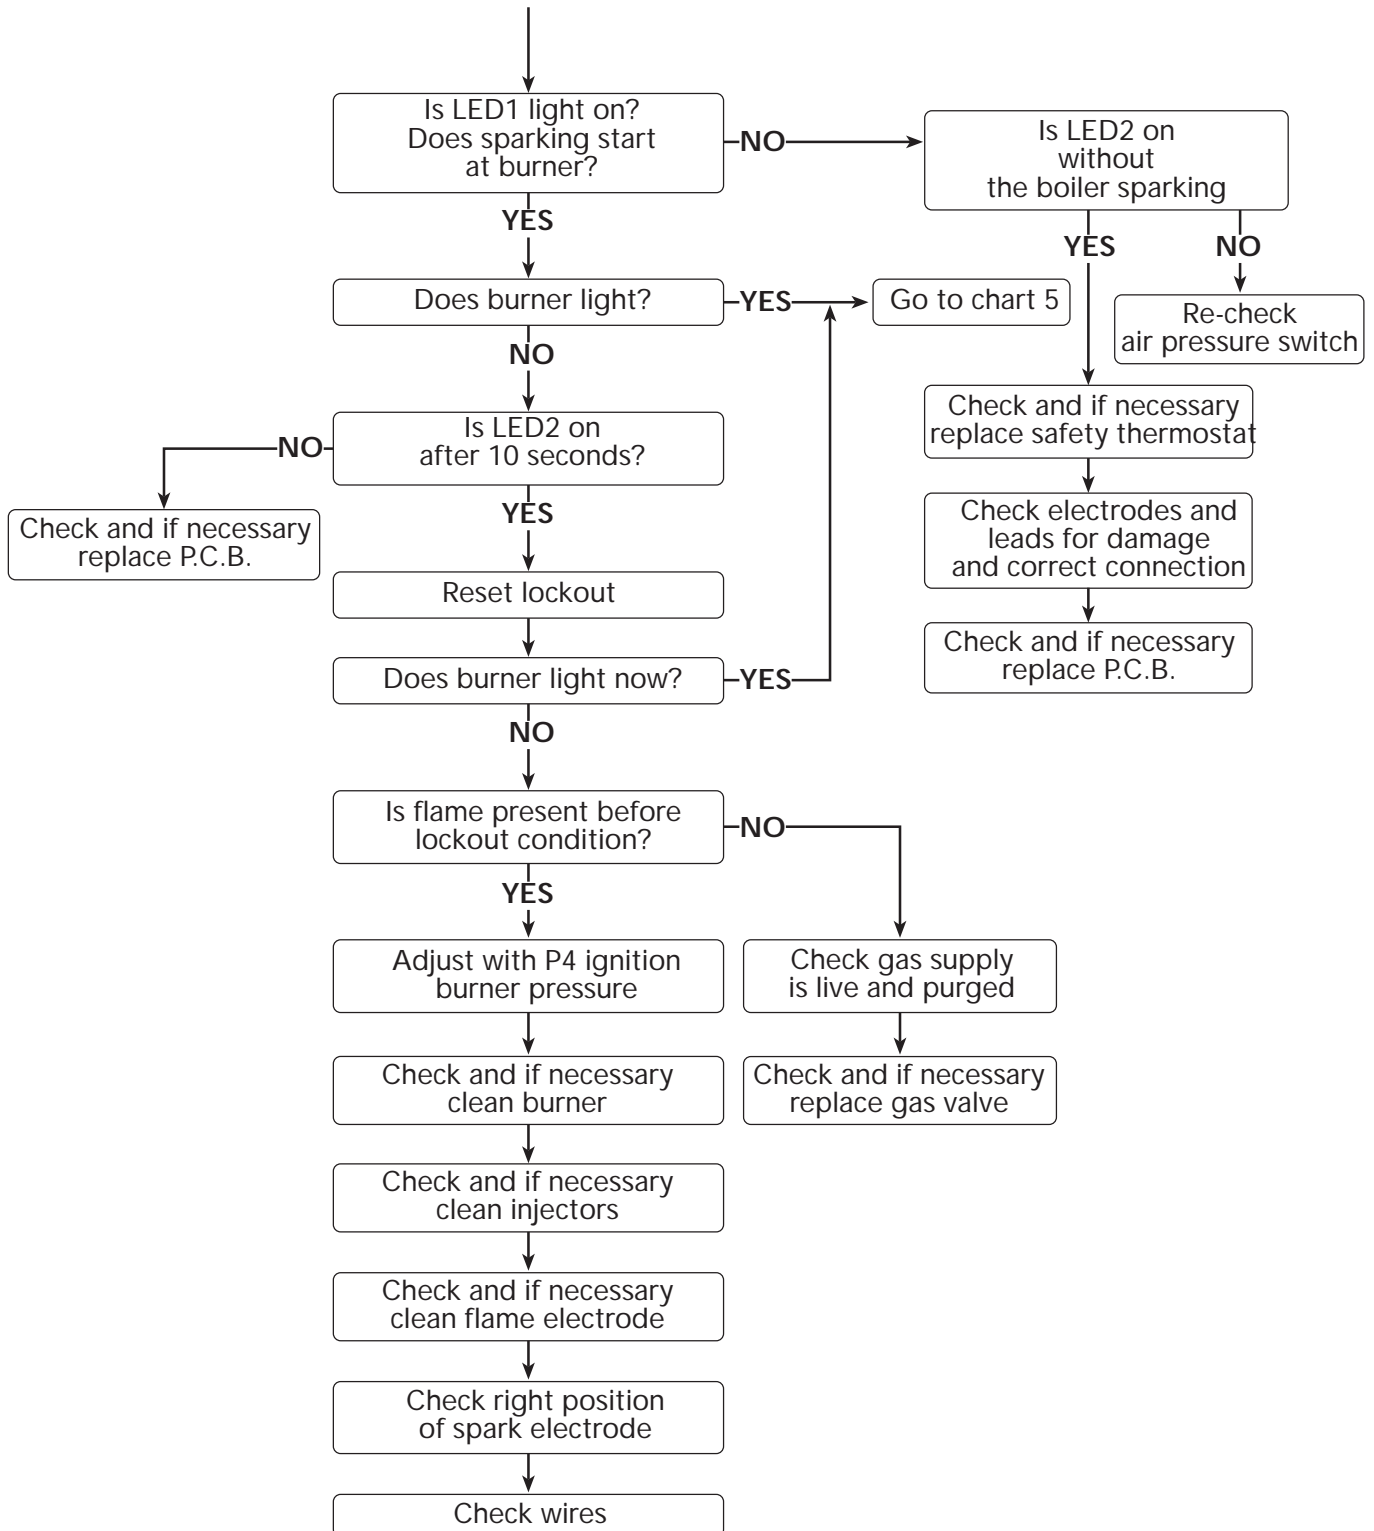 Is LED1 light on?
Does sparking start
at burner?
NO
Is LED2 on
without
the boiler sparking
YES
YES
NO
Does burner light?
YES
Go to chart 5
Re-check
air pressure switch
NO
Is LED2 on
after 10 seconds?
NO
Check and if necessary
replace safety thermostat
YES
Check and if necessary
replace P.C.B.
Check electrodes and
leads for damage
and correct connection
Reset lockout
Check and if necessary
replace P.C.B.
Does burner light now?
YES
NO
Is flame present before
lockout condition?
NO
YES
Adjust with P4 ignition
burner pressure
Check gas supply
is live and purged
Check and if necessary
clean burner
Check and if necessary
replace gas valve
Check and if necessary
clean injectors
Check and if necessary
clean flame electrode
Check right position
of spark electrode
Check wires